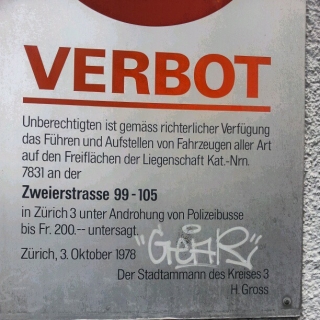 VERBOT
Unberechtigten ist gemäss richterlicher Verfügung
das Führen und Aufstellen von Fahrzeugen aller Art
auf den Freiflächen der Liegenschaft Kat.-Nrn.
7831 an der
Zweierstrasse 99-105
in Zürich 3 unter Androhung von Polizeibusse
bis Fr. 200.-- untersagt.
Zürich, 3. Oktober 1978
Der Stadtammann des Kreises 3
H. Gross